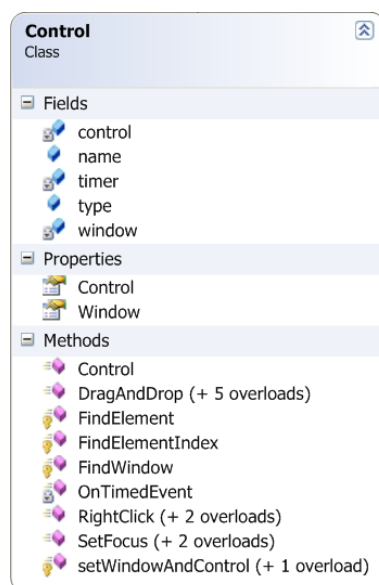 Control
Class
Fields
control
name
timer
type
window
Properties
Control
Window
Methods
Control
DragAndDrop (+ 5 overloads)
FindElement
FindElementIndex
FindWindow
OnTimedEvent
RightClick (+ 2 overloads)
SetFocus (+ 2 overloads)
setWindowAndControl (+ 1 overload)